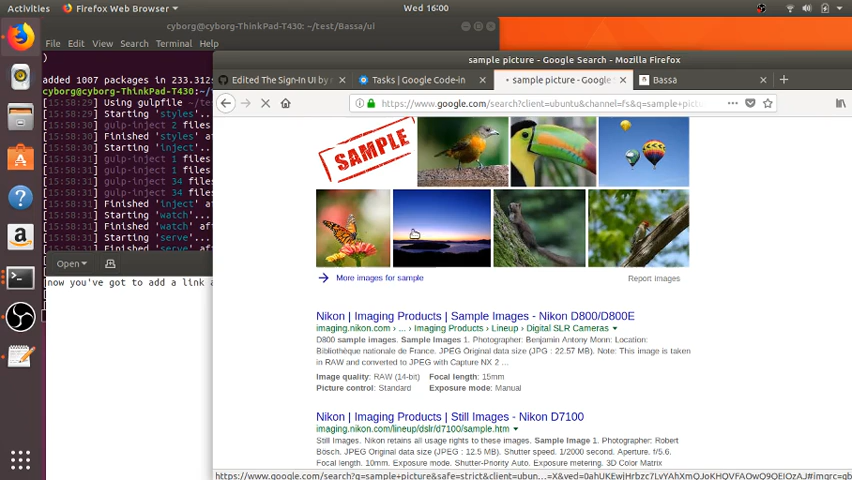 Activities Firefox Web Browser Wed 16:00
cyborg@cyborg-ThinkPad-T430: ~/test/Bassa/ui
File Edit View Search Terminal Help
)
added 1007 packages in 233.312s
cyborg@cyborg-ThinkPad-T430:~
[15:58:29] Using gulpfile ~/te
[15:58:29] Starting 'styles'..
[15:58:30] gulp-inject 2 files
[15:58:30] Finished 'styles' af
[15:58:30] Starting 'inject'..
[15:58:31] gulp-inject 1 files
[15:58:31] gulp-inject 1 files
[15:58:31] gulp-inject 34 files
[15:58:31] gulp-inject 34 files
[15:58:31] Finished 'inject' a
[15:58:31] Starting 'watch'...
[15:58:31] Finished 'watch' aft
[15:58:31] Starting 'serve'...
Open
now you've got to add a link a
sample picture - Google Search - Mozilla Firefox
Edited The Sign-In UI by e
Tasks | Google Code-in
sample picture - Google S
Bassa
https://www.google.com/search?client=ubuntu&channel=fs&q=sample+pict
SAMPLE
More images for sample
Report images
Nikon | Imaging Products | Sample Images - Nikon D800/D800E
imaging.nikon.com › ... › Imaging Products › Lineup › Digital SLR Cameras
D800 sample images. Sample Images 1. Photographer: Benjamin Antony Monn: Location:
Bibliothèque nationale de France. JPEG Original data size (JPG : 22.57 MB). Note: This image is taken
in RAW and converted to JPEG with Capture NX 2 ...
Image quality: RAW (14-bit) Focal length: 15mm
Picture control: Standard Exposure mode: Manual
Nikon | Imaging Products | Still Images - Nikon D7100
imaging.nikon.com/lineup/dslr/d7100/sample.htm
Still Images. Nikon retains all usage rights to these images. Sample Image 1. Photographer: Robert
Bosch. JPEG Original data size (JPEG : 12.5 MB). Shutter speed: 1/2000 second. Aperture: f/5.6.
Focal length. 10mm. Exposure mode. Shutter-Priority Auto. Exposure metering. 3D Color Matrix